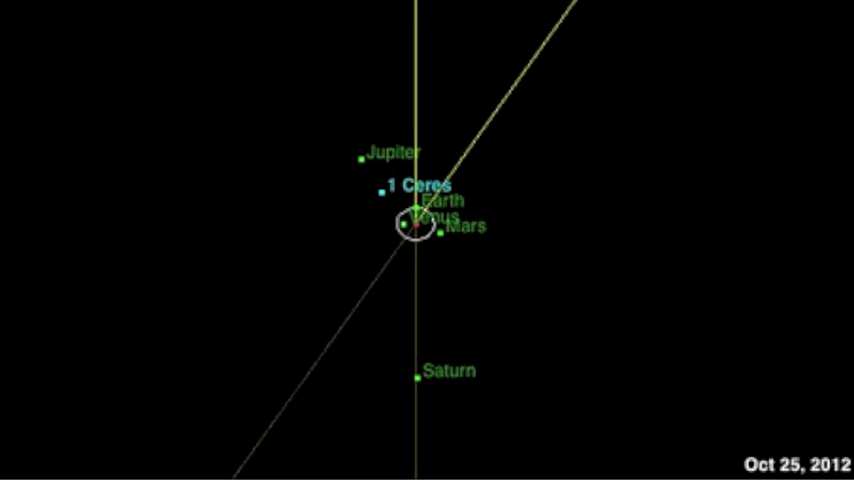 Jupiter
1 Ceres
Earth
Venus
Mars
Saturn
Oct 25, 2012